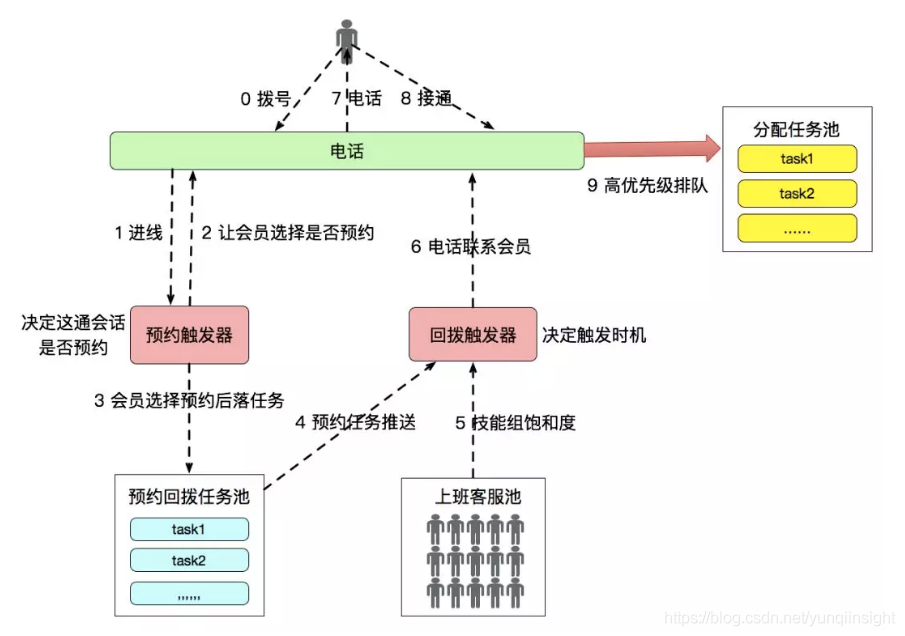 0 拨号
7 电话
8 接通
电话
分配任务池
task1
task2
......
9 高优先级排队
1 进线
2 让会员选择是否预约
6 电话联系会员
决定这通会话
是否预约
预约触发器
回拨触发器
决定触发时机
3 会员选择预约后落任务
4 预约任务推送
5 技能组饱和度
预约回拨任务池
task1
task2
,,,,,,
上班客服池
https://blog.csdn.net/yunqiinsight